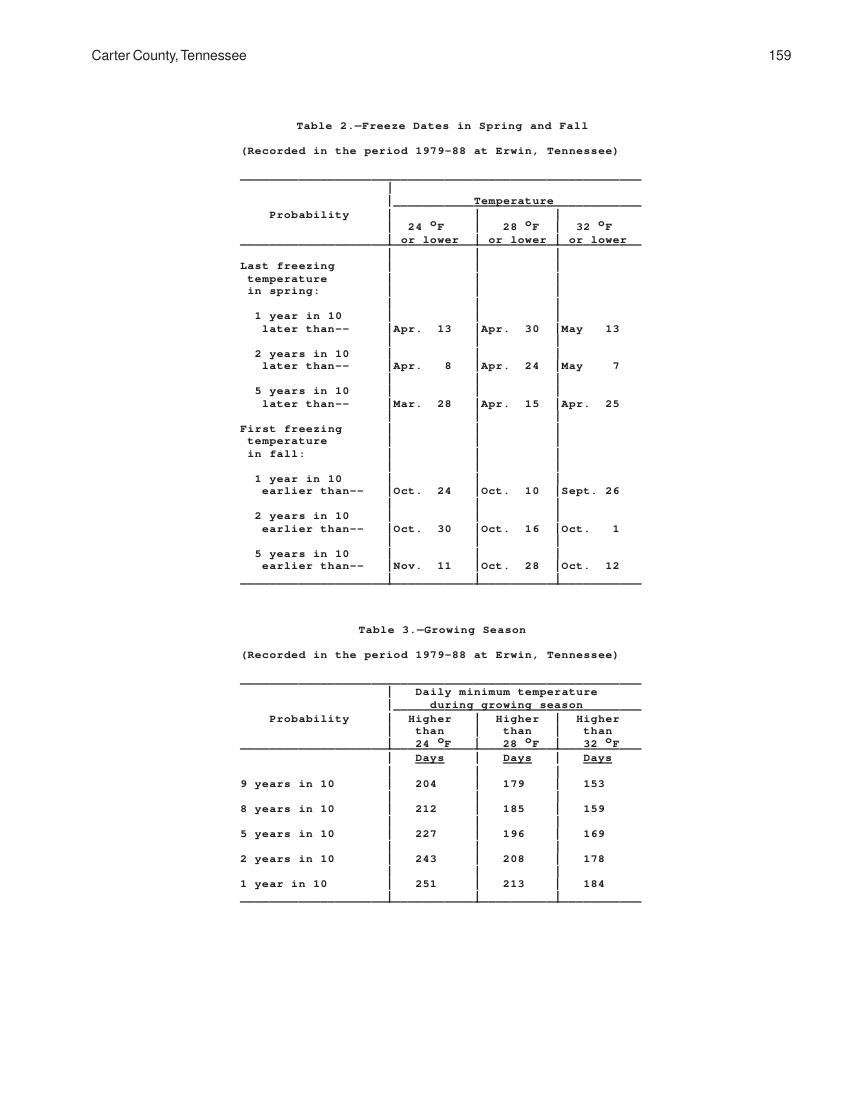 Carter County, Tennessee 159
Table 2.—Freeze Dates in Spring and Fall
(Recorded in the period 1979-88 at Erwin, Tennessee)
Temperature
Probability
24 °F 28 °F 32 °F
or lower or lower or lower
Last freezing
temperature
in spring:
1 year in 10
later than-- Apr. 13 Apr. 30 May 13
2 years in 10
later than-- Apr. 8 Apr. 24 May 7
5 years in 10
later than-- Mar. 28 Apr. 15 Apr. 25
First freezing
temperature
in fall:
1 year in 10
earlier than-- Oct. 24 Oct. 10 Sept. 26
2 years in 10
earlier than-- Oct. 30 Oct. 16 Oct. 1
5 years in 10
earlier than-- Nov. 11 Oct. 28 Oct. 12
Table 3.—Growing Season
(Recorded in the period 1979-88 at Erwin, Tennessee)
Daily minimum temperature
during growing season
Probability Higher Higher Higher
than than than
24 °F 28 °F 32 °F
Days Days Days
9 years in 10 204 179 153
8 years in 10 212 185 159
5 years in 10 227 196 169
2 years in 10 243 208 178
1 year in 10 251 213 184